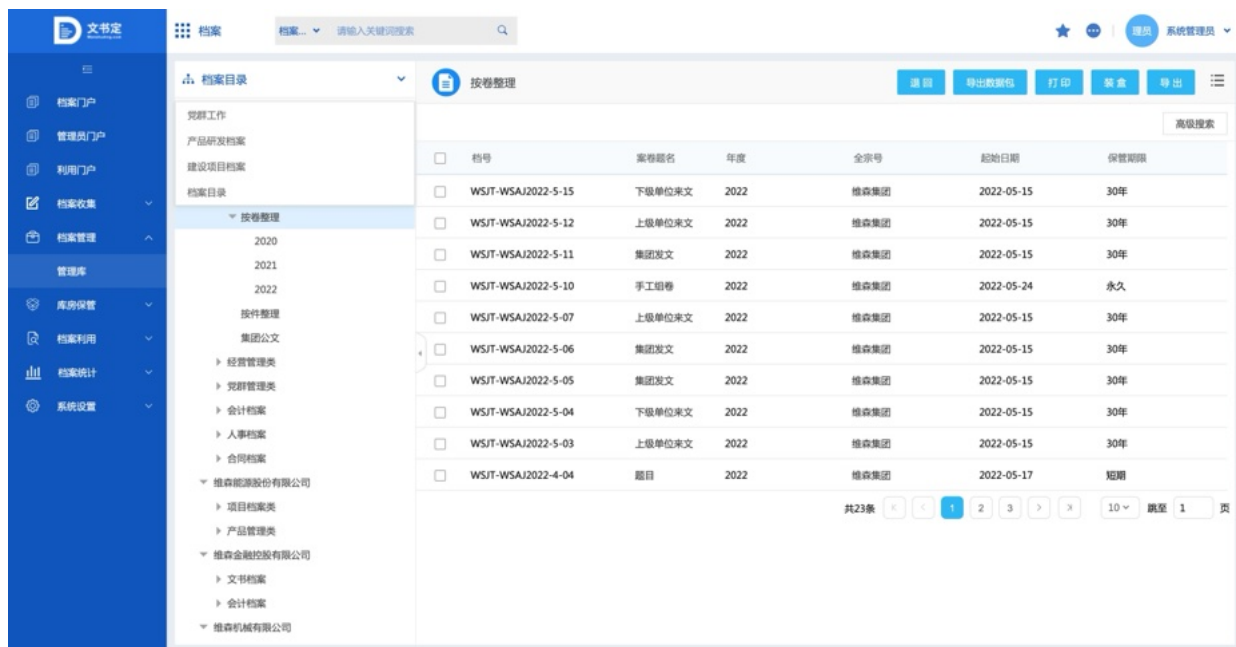 文书定
档案
档案...
请输入关键词搜索
理员
系统管理员
档案门户
管理员门户
利用门户
档案收集
档案管理
管理库
库房保管
档案利用
档案统计
系统设置
档案目录
党群工作
产品研发档案
建设项目档案
档案目录
按卷整理
2020
2021
2022
按件整理
集团公文
经营管理类
党群管理类
会计档案
人事档案
合同档案
维森能源股份有限公司
项目档案类
产品管理类
维森金融控股有限公司
文书档案
会计档案
维森机械有限公司
按卷整理
退回 导出数据包 打印 装盒 导出
高级搜索
档号 案卷题名 年度 全宗号 起始日期 保管期限
WSJT-WSAJ2022-5-15 下级单位来文 2022 维森集团 2022-05-15 30年
WSJT-WSAJ2022-5-12 上级单位来文 2022 维森集团 2022-05-15 30年
WSJT-WSAJ2022-5-11 集团发文 2022 维森集团 2022-05-15 30年
WSJT-WSAJ2022-5-10 手工组卷 2022 维森集团 2022-05-24 永久
WSJT-WSAJ2022-5-07 上级单位来文 2022 维森集团 2022-05-15 30年
WSJT-WSAJ2022-5-06 集团发文 2022 维森集团 2022-05-15 30年
WSJT-WSAJ2022-5-05 集团发文 2022 维森集团 2022-05-15 30年
WSJT-WSAJ2022-5-04 下级单位来文 2022 维森集团 2022-05-15 30年
WSJT-WSAJ2022-5-03 上级单位来文 2022 维森集团 2022-05-15 30年
WSJT-WSAJ2022-4-04 题目 2022 维森集团 2022-05-17 短期
共23条 1 2 3 10 跳至 1 页